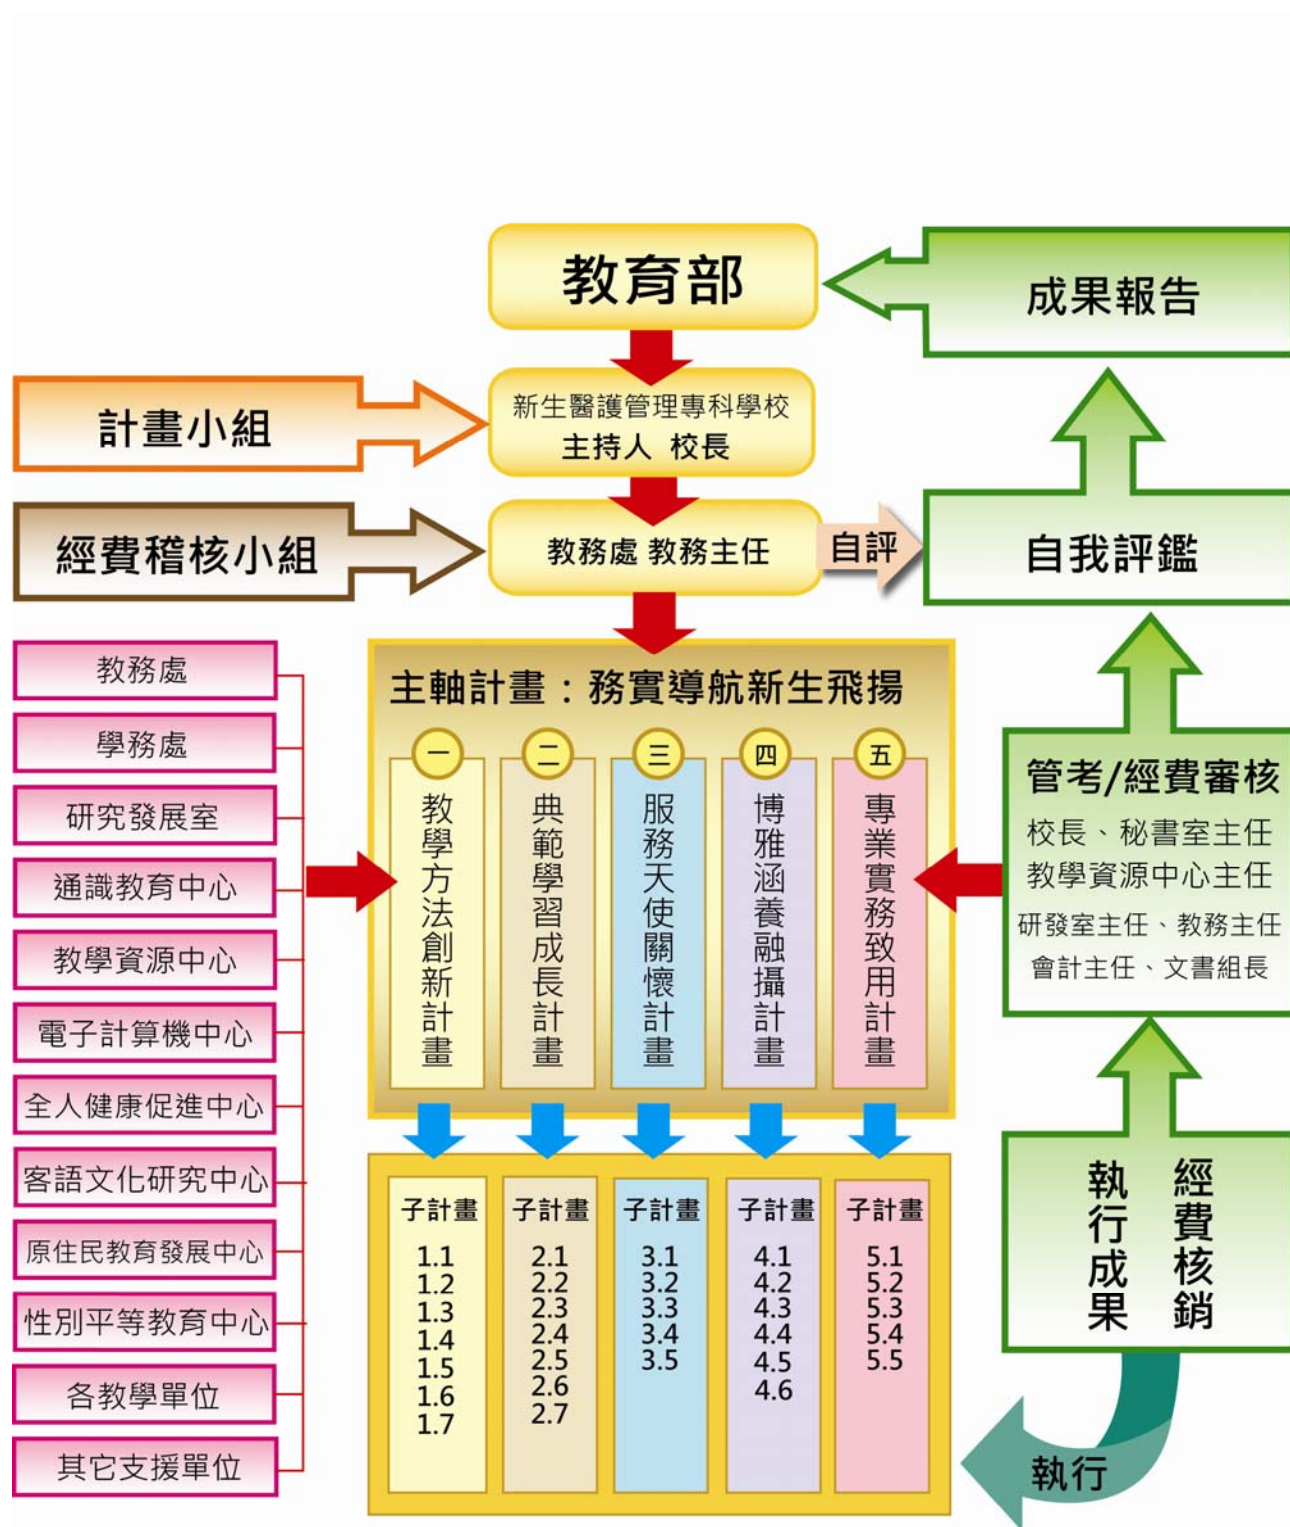 教育部
成果報告
計畫小組
新生醫護管理專科學校
主持人 校長
經費稽核小組
教務處 教務主任
自評
自我評鑑
教務處
學務處
研究發展室
通識教育中心
教學資源中心
電子計算機中心
全人健康促進中心
客語文化研究中心
原住民教育發展中心
性別平等教育中心
各教學單位
其它支援單位
主軸計畫：務實導航新生飛揚
一
教學方法創新計畫
二
典範學習成長計畫
三
服務天使關懷計畫
四
博雅涵養融攝計畫
五
專業實務致用計畫
管考/經費審核
校長、秘書室主任
教學資源中心主任
研發室主任、教務主任
會計主任、文書組長
子計畫
1.1
1.2
1.3
1.4
1.5
1.6
1.7
子計畫
2.1
2.2
2.3
2.4
2.5
2.6
2.7
子計畫
3.1
3.2
3.3
3.4
3.5
子計畫
4.1
4.2
4.3
4.4
4.5
4.6
子計畫
5.1
5.2
5.3
5.4
5.5
經費核銷
執行成果
執行